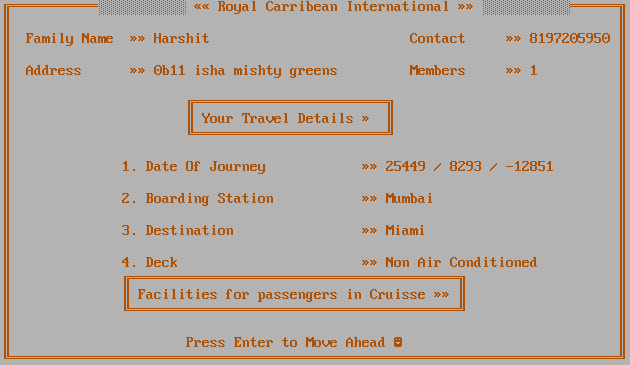 «« Royal Carribean International »»
Family Name »» Harshit Contact »» 8197205950
Address »» 0b11 isha mishty greens Members »» 1
Your Travel Details »
1. Date Of Journey »» 25449 / 8293 / -12851
2. Boarding Station »» Mumbai
3. Destination »» Miami
4. Deck »» Non Air Conditioned
Facilities for passengers in Cruisse »»
Press Enter to Move Ahead